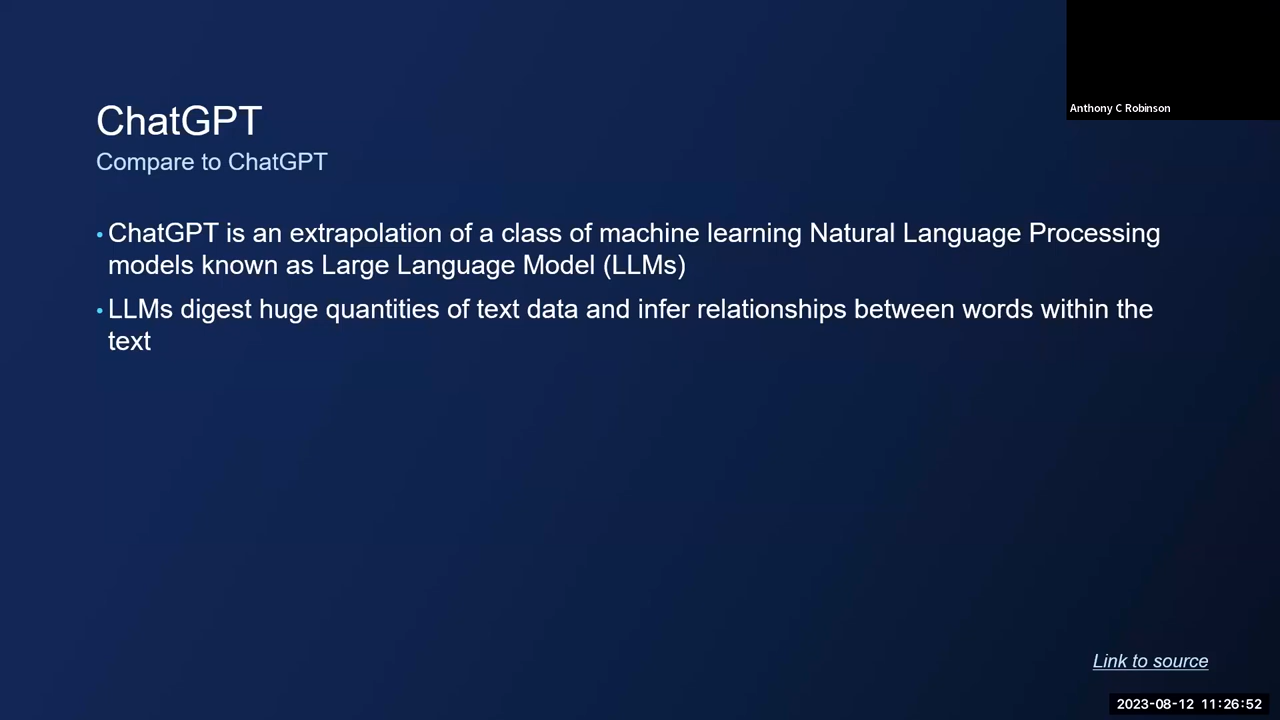 Anthony C Robinson
ChatGPT
Compare to ChatGPT
• ChatGPT is an extrapolation of a class of machine learning Natural Language Processing
models known as Large Language Model (LLMs)
• LLMs digest huge quantities of text data and infer relationships between words within the
text
Link to source
2023-08-12 11:26:52